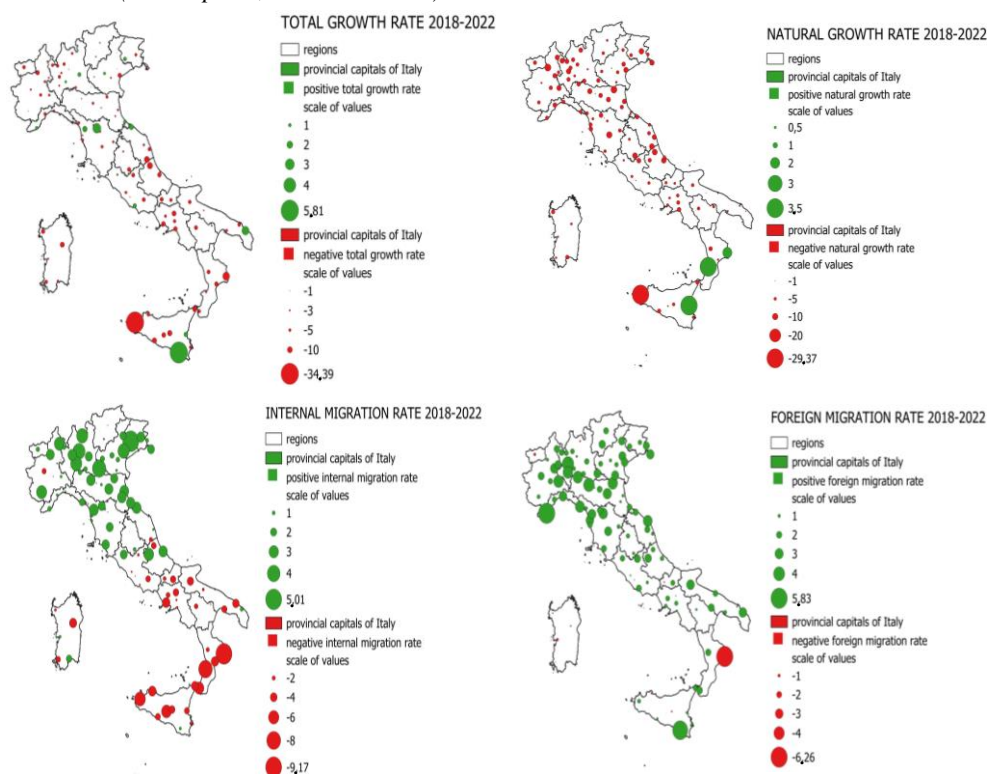 TOTAL GROWTH RATE 2018-2022
regions
provincial capitals of Italy
positive total growth rate
scale of values
1
2
3
4
5,81
provincial capitals of Italy
negative total growth rate
scale of values
-1
-3
-5
-10
-34,39
NATURAL GROWTH RATE 2018-2022
regions
provincial capitals of Italy
positive natural growth rate
scale of values
0,5
1
2
3
3,5
provincial capitals of Italy
negative natural growth rate
scale of values
-1
-5
-10
-20
-29,37
INTERNAL MIGRATION RATE 2018-2022
regions
provincial capitals of Italy
positive internal migration rate
scale of values
1
2
3
4
5,01
provincial capitals of Italy
negative internal migration rate
scale of values
-2
-4
-6
-8
-9,17
FOREIGN MIGRATION RATE 2018-2022
regions
provincial capitals of Italy
positive foreign migration rate
scale of values
1
2
3
4
5,83
provincial capitals of Italy
negative foreign migration rate
scale of values
-1
-2
-3
-4
-6,26